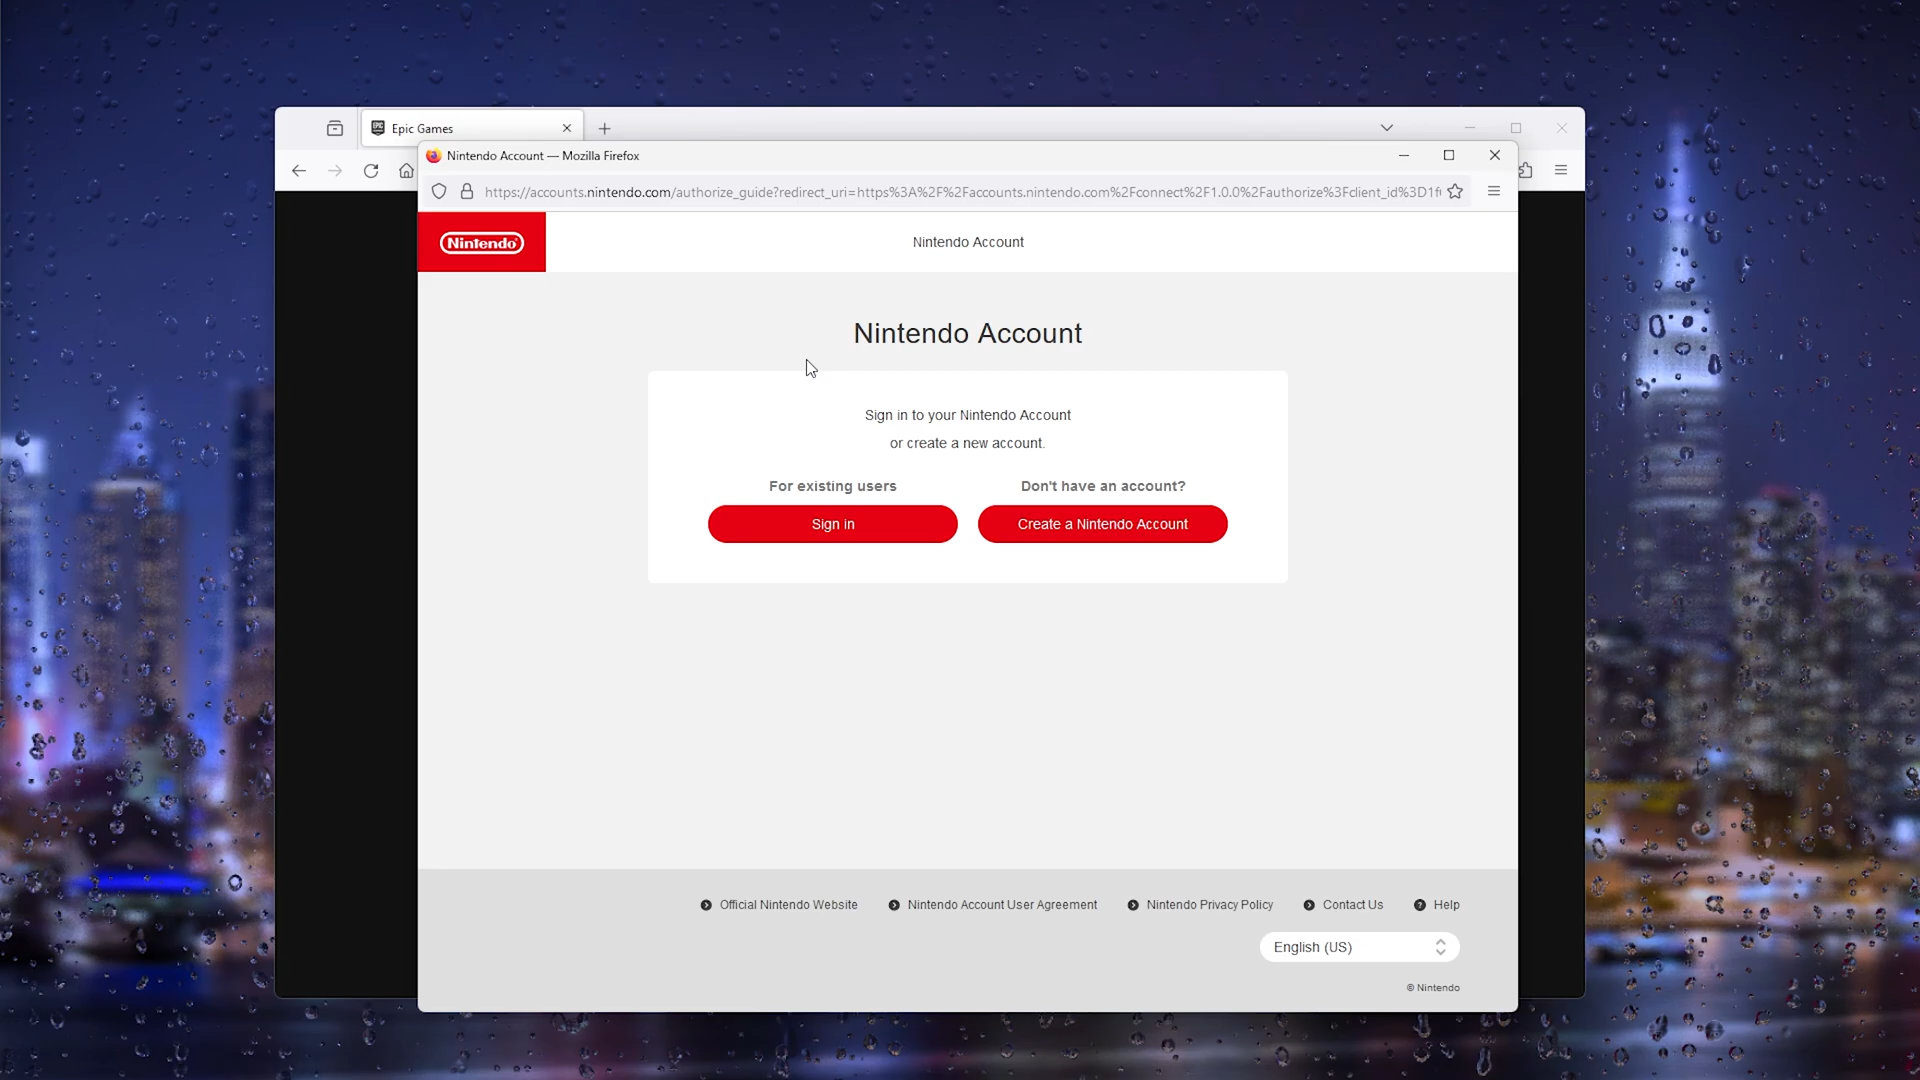 Epic Games
Nintendo Account — Mozilla Firefox
https://accounts.nintendo.com/authorize_guide?redirect_uri=https%3A%2F%2Faccounts.nintendo.com%2Fconnect%2F1.0.0%2Fauthorize%3Fclient_id%3D1f
Nintendo
Nintendo Account
Nintendo Account
Sign in to your Nintendo Account
or create a new account.
For existing users
Don't have an account?
Sign in
Create a Nintendo Account
Official Nintendo Website
Nintendo Account User Agreement
Nintendo Privacy Policy
Contact Us
Help
English (US)
© Nintendo